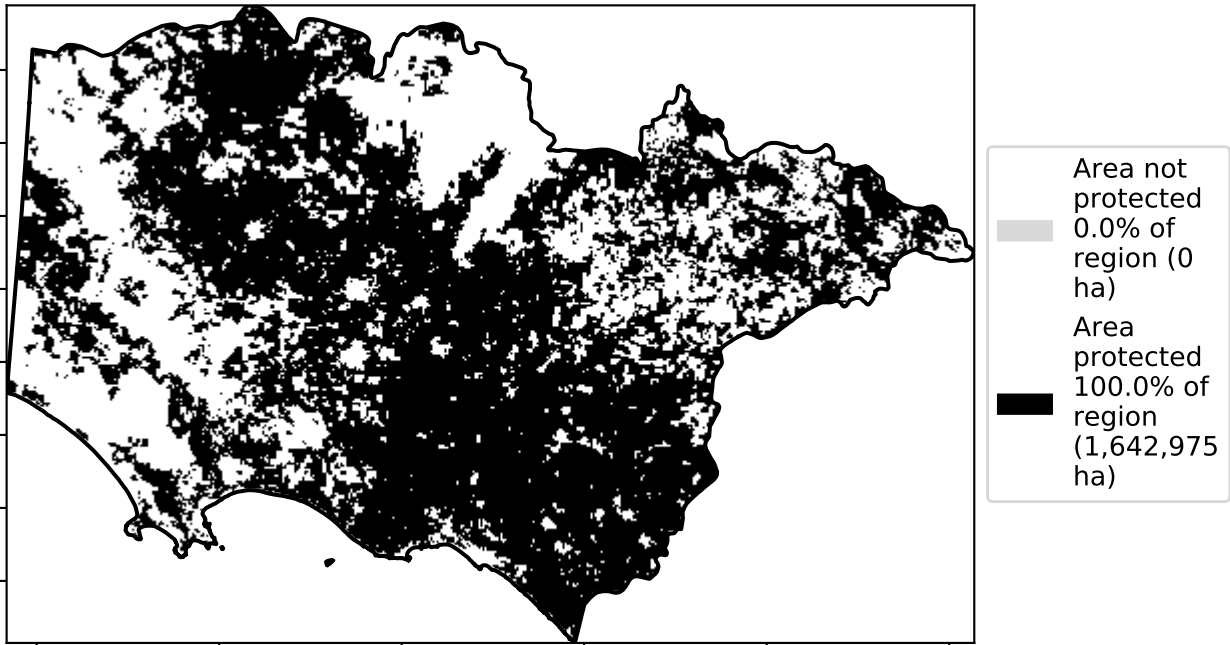 Area not
protected
0.0% of
region (0
ha)
Area
protected
100.0% of
region
(1,642,975
ha)